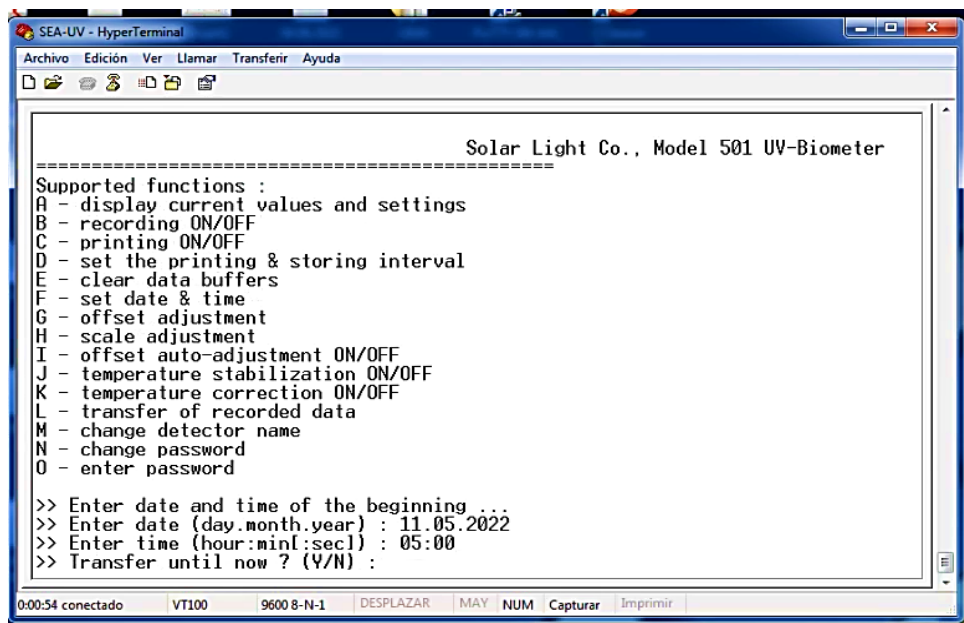 SEA-UV - HyperTerminal
Archivo Edición Ver Llamar Transferir Ayuda
Solar Light Co., Model 501 UV-Biometer
==================================================
Supported functions :
A - display current values and settings
B - recording ON/OFF
C - printing ON/OFF
D - set the printing & storing interval
E - clear data buffers
F - set date & time
G - offset adjustment
H - scale adjustment
I - offset auto-adjustment ON/OFF
J - temperature stabilization ON/OFF
K - temperature correction ON/OFF
L - transfer of recorded data
M - change detector name
N - change password
O - enter password
>> Enter date and time of the beginning ...
>> Enter date (day.month.year) : 11.05.2022
>> Enter time (hour:min[:sec]) : 05:00
>> Transfer until now ? (Y/N) :
0:00:54 conectado VT100 9600 8-N-1 DESPLAZAR MAY NUM Capturar Imprimir